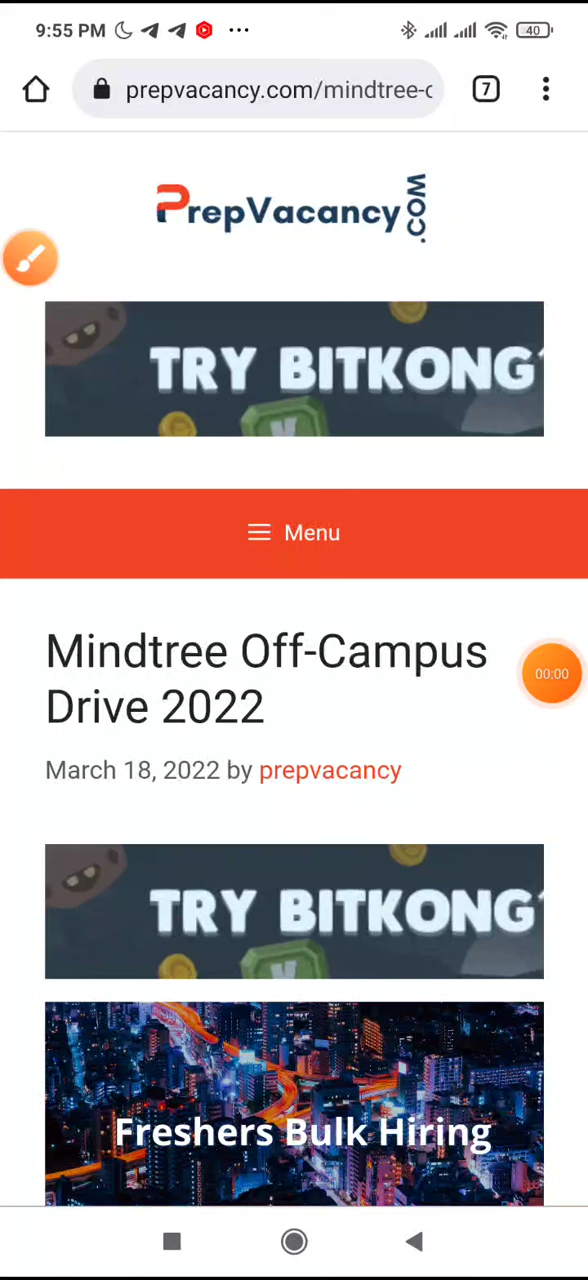 9:55 PM
40
prepvacancy.com/mindtree-c
7
PrepVacancy.COM
TRY BITKONG
Menu
00:00
Mindtree Off-Campus
Drive 2022
March 18, 2022 by prepvacancy
TRY BITKONG
Freshers Bulk Hiring